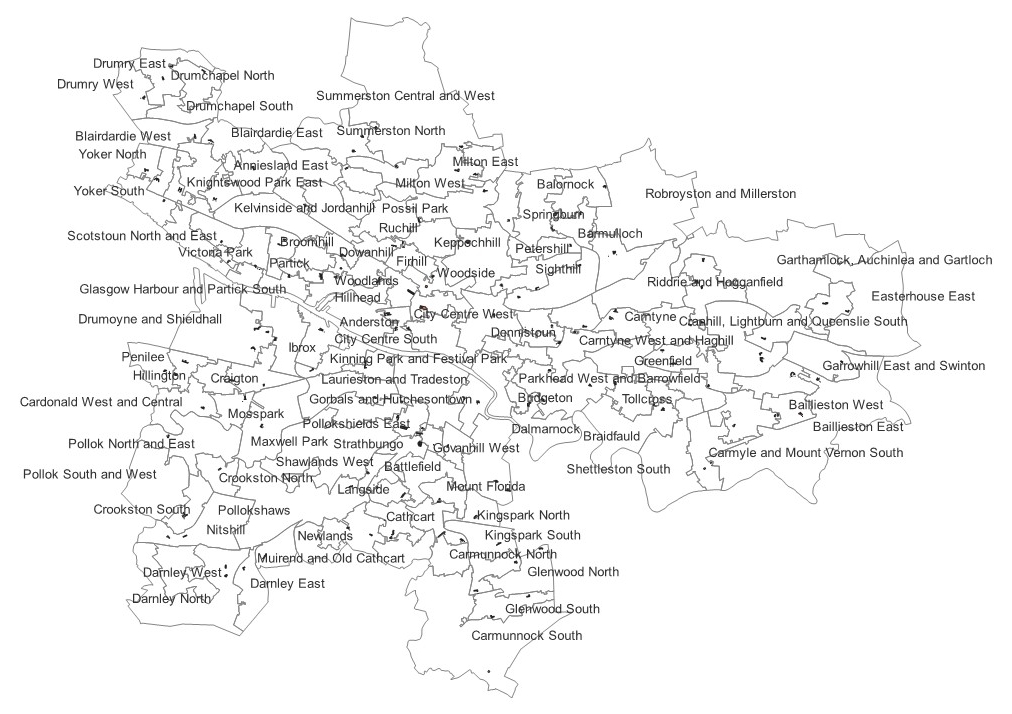 Drumry East
Drumchapel North
Drumry West
Summerston Central and West
Drumchapel South
Blairdardie West
Blairdardie East
Summerston North
Yoker North
Anniesland East
Milton East
Yoker South
Knightswood Park East
Milton West
Balornock
Robroyston and Millerston
Kelvinside and Jordanhill
Possil Park
Springburn
Ruchill
Scotstoun North and East
Barmulloch
Broomhill
Keppochhill
Victoria Park
Dowanhill
Petershill
Partick
Firhill
Garthamlock, Auchinlea and Gartloch
Sighthill
Woodside
Woodlands
Riddrie and Hogganfield
Glasgow Harbour and Partick South
Hillhead
Easterhouse East
City Centre West
Drumoyne and Shieldhall
Anderston
Carntyne
Cranhill, Lightburn and Queenslie South
Dennistoun
City Centre South
Carntyne West and Haghill
Ibrox
Penilee
Kinning Park and Festival Park
Greenfield
Garrowhill East and Swinton
Hillington
Craigton
Laurieston and Tradeston
Parkhead West and Barrowfield
Cardonald West and Central
Gorbals and Hutchesontown
Bridgeton
Tollcross
Baillieston West
Mosspark
Pollokshields East
Dalmarnock
Braidfauld
Baillieston East
Pollok North and East
Maxwell Park
Strathbungo
Govanhill West
Carmyle and Mount Vernon South
Shawlands West
Battlefield
Shettleston South
Pollok South and West
Crookston North
Langside
Mount Florida
Crookston South
Pollokshaws
Cathcart
Kingspark North
Nitshill
Newlands
Kingspark South
Muirend and Old Cathcart
Carmunnock North
Darnley West
Darnley East
Glenwood North
Darnley North
Glenwood South
Carmunnock South